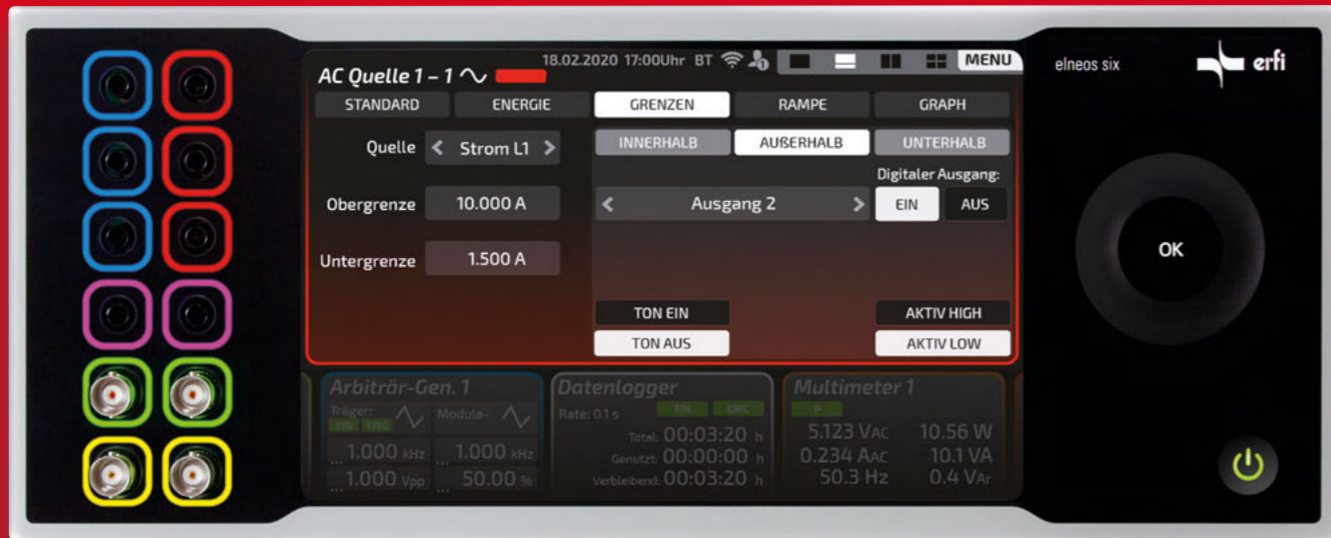 18.02.2020 17:00Uhr BT
MENU
AC Quelle 1 – 1
STANDARD ENERGIE GRENZEN RAMPE GRAPH
Quelle < Strom L1 >
INNERHALB AUßERHALB UNTERHALB
Digitaler Ausgang:
Obergrenze 10.000 A
< Ausgang 2 >
EIN AUS
Untergrenze 1.500 A
TON EIN AKTIV HIGH
TON AUS AKTIV LOW
Arbiträr-Gen. 1
Träger: Modula-
EIN TRIG
... 1.000 kHz ... 1.000 kHz
... 1.000 Vpp ... 50.00 %
Datenlogger
Rate: 0.1 s EIN
Total: 00:03:20 h
Genutzt: 00:00:00 h
Verbleibend: 00:03:20 h
Multimeter 1
P
5.123 VAC 10.56 W
0.234 AAC 10.1 VA
50.3 Hz 0.4 VAr
elneos six
erfi
OK